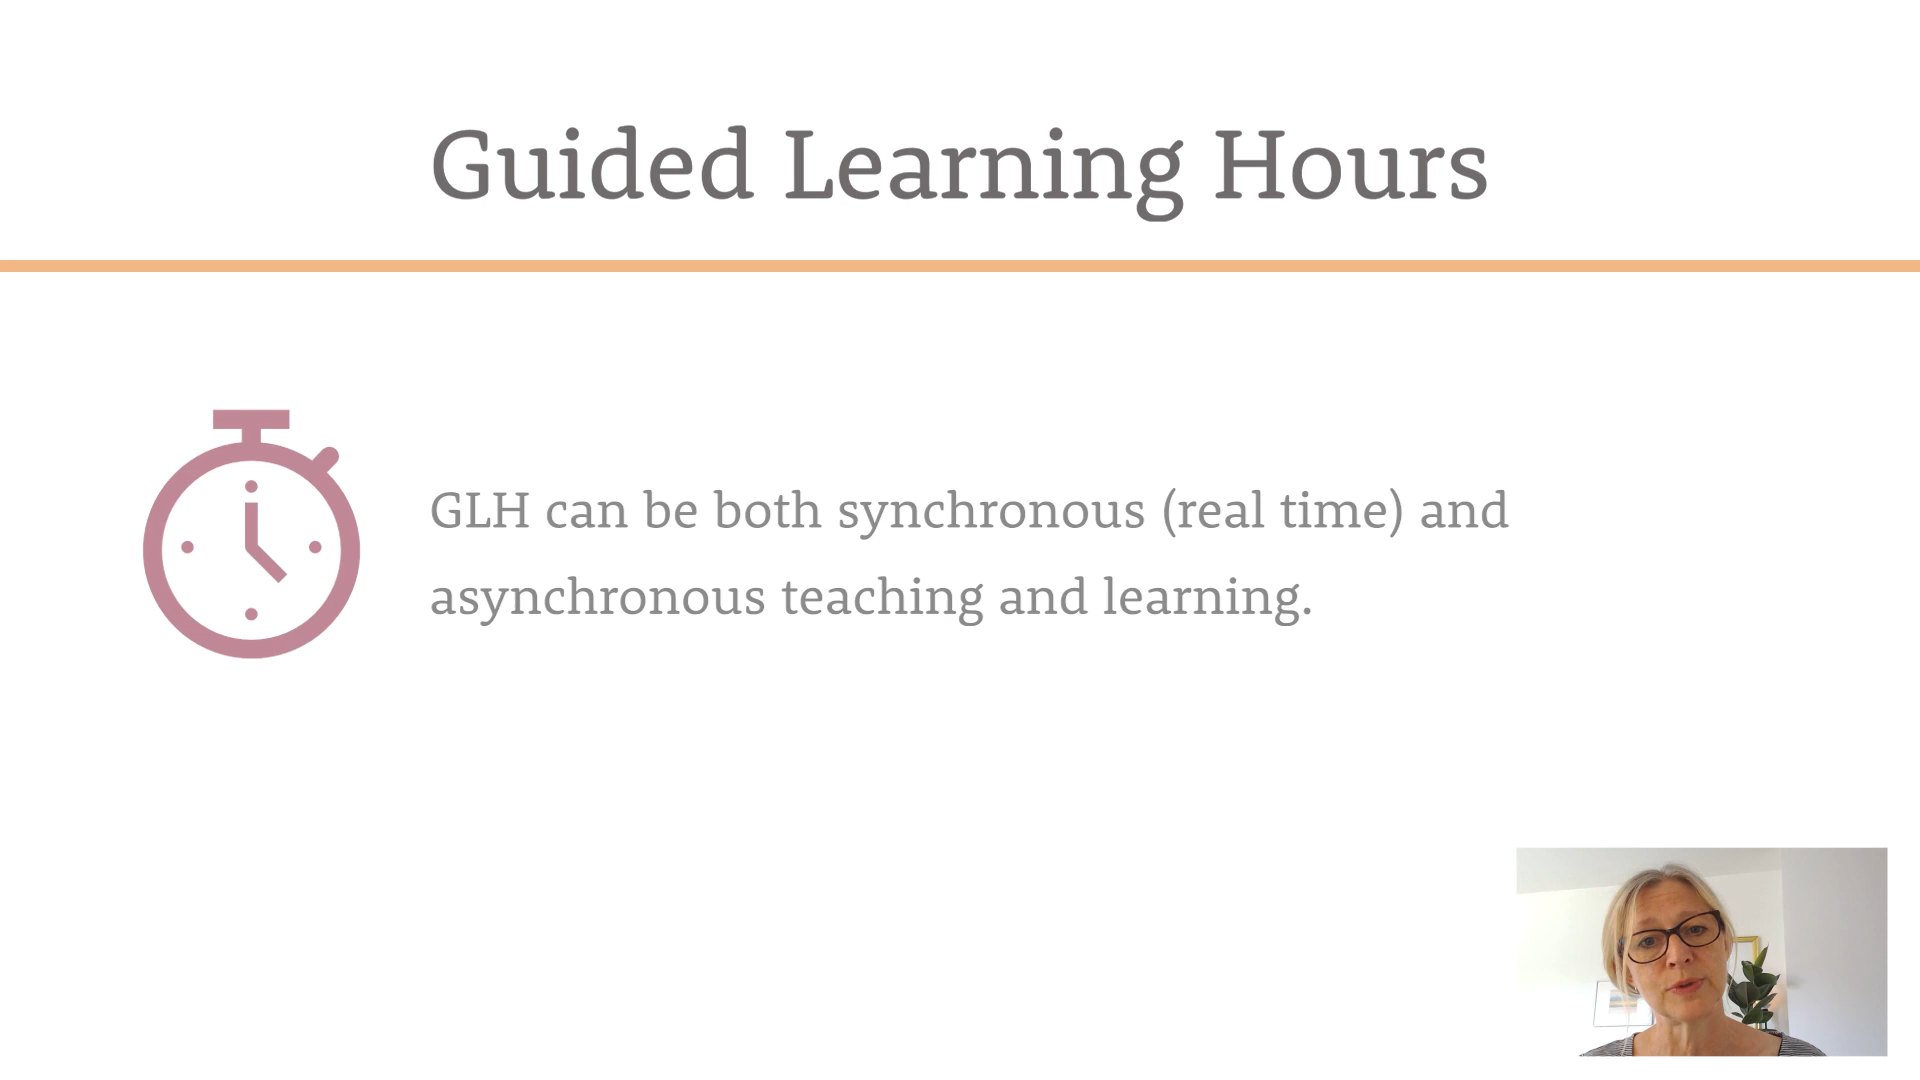 Guided Learning Hours
GLH can be both synchronous (real time) and
asynchronous teaching and learning.